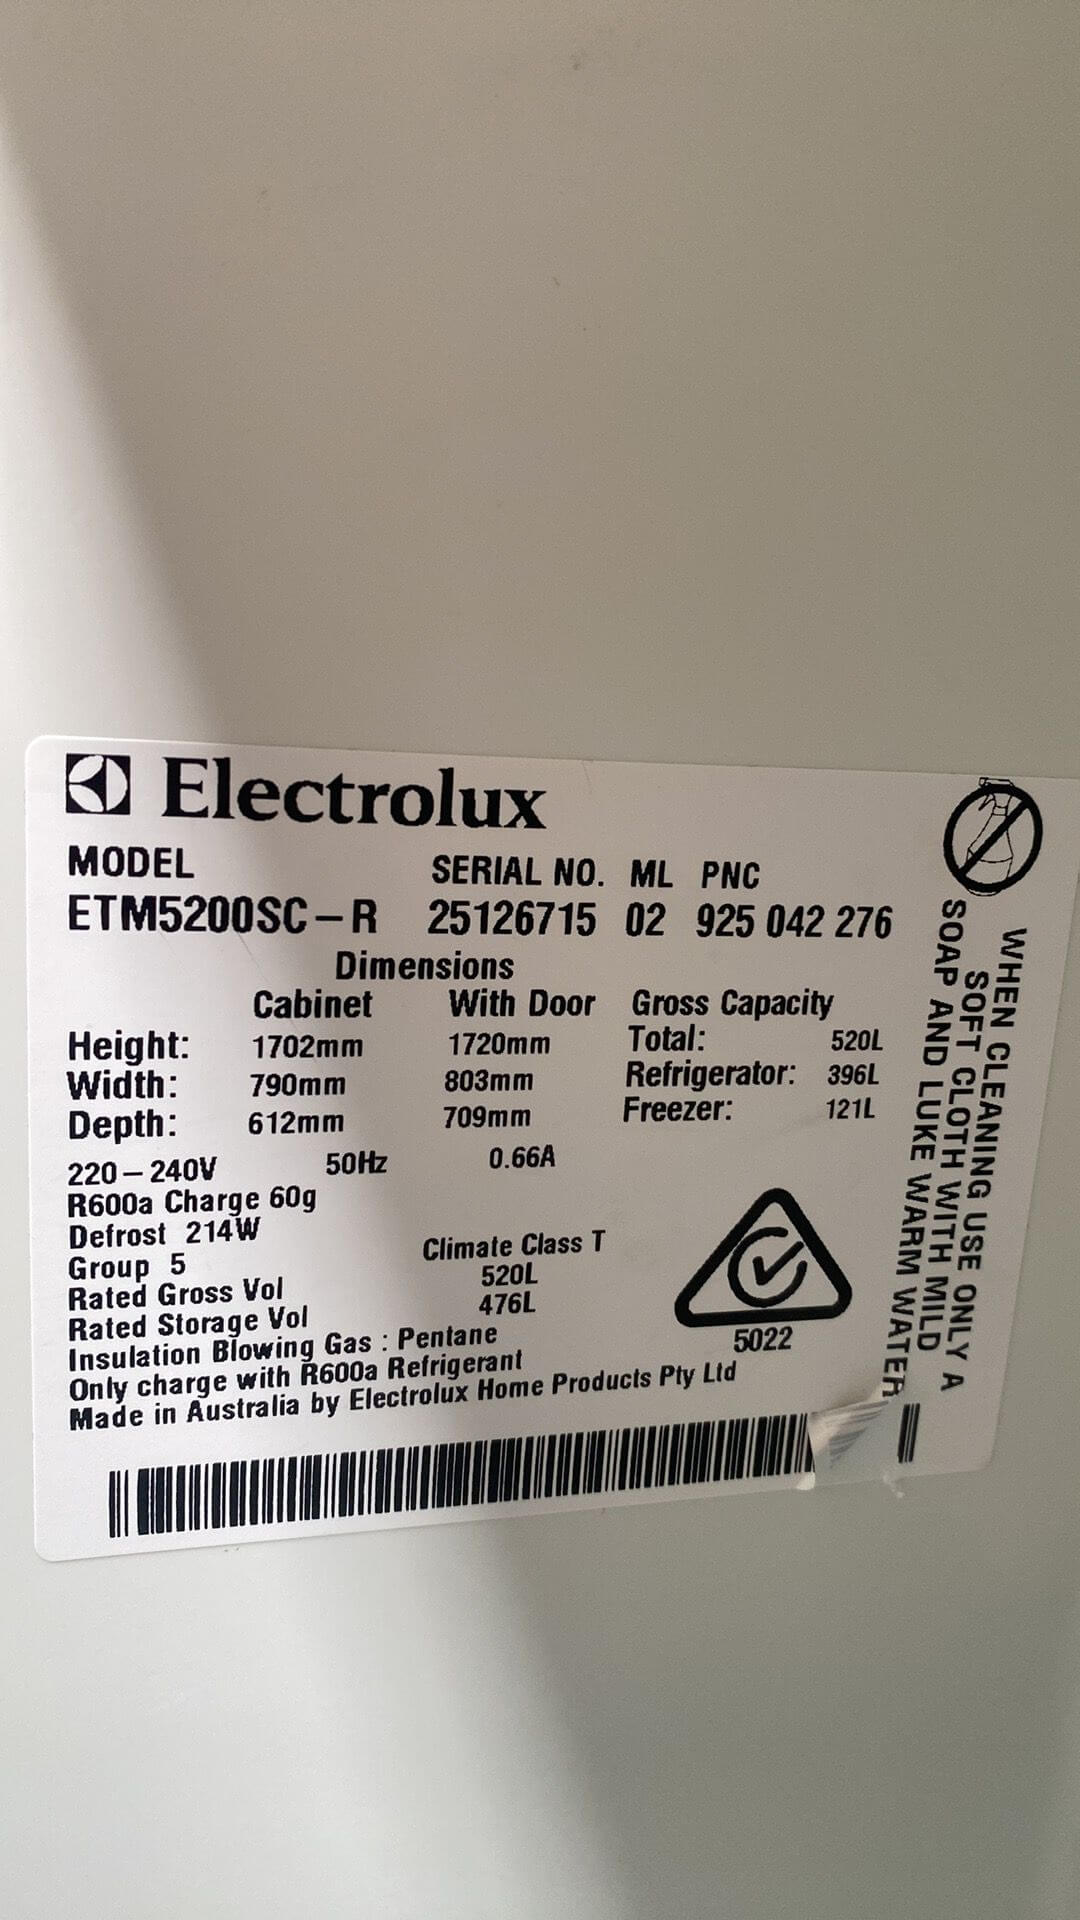 Electrolux
MODEL SERIAL NO. ML PNC
ETM5200SC-R 25126715 02 925 042 276
Dimensions
Cabinet With Door Gross Capacity
Height: 1702mm 1720mm Total: 520L
Width: 790mm 803mm Refrigerator: 396L
Depth: 612mm 709mm Freezer: 121L
220-240V 50Hz 0.66A
R600a Charge 60g
Defrost 214W
Group 5 Climate Class T
Rated Gross Vol 520L
Rated Storage Vol 476L
Insulation Blowing Gas : Pentane
Only charge with R600a Refrigerant
Made in Australia by Electrolux Home Products Pty Ltd
5022
WHEN CLEANING USE ONLY A
SOFT CLOTH WITH MILD
SOAP AND LUKE WARM WATER